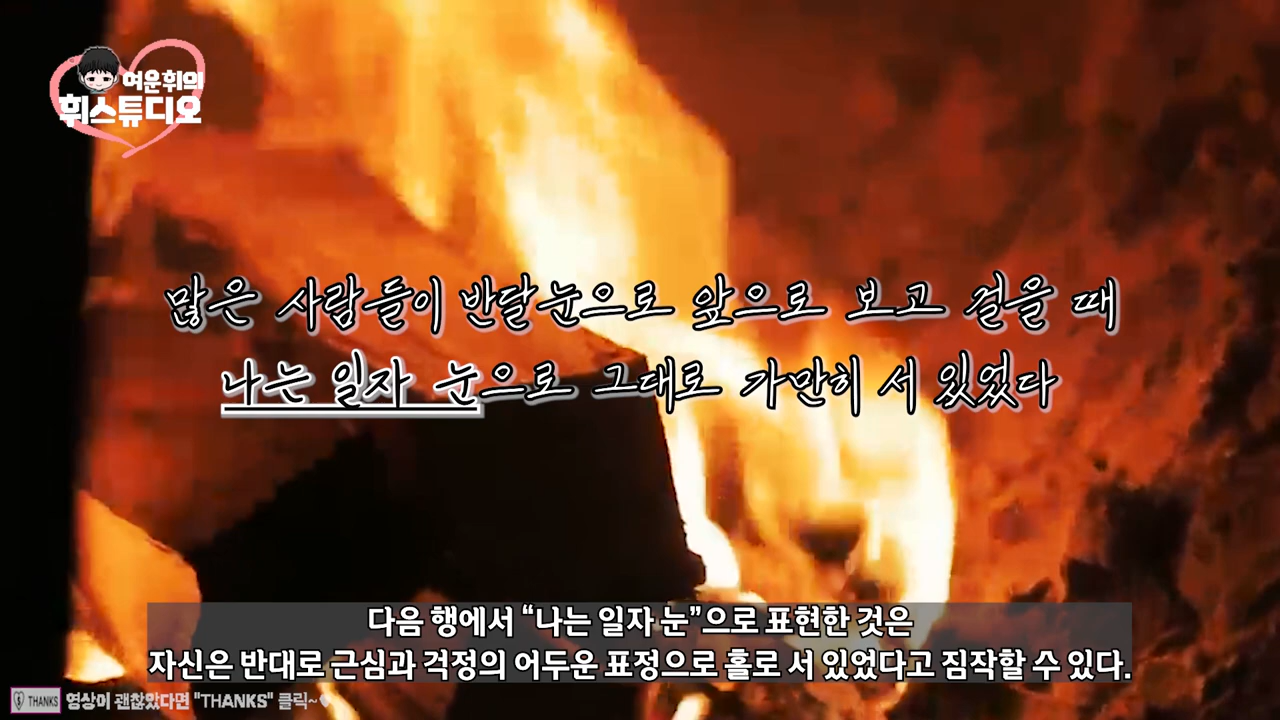 여운휘의
휘스튜디오
많은 사람들이 반달눈으로 앞으로 보고 걸을 때
나는 일자 눈으로 그대로 가만히 서 있었다
다음 행에서 “나는 일자 눈”으로 표현한 것은
자신은 반대로 근심과 걱정의 어두운 표정으로 홀로 서 있었다고 짐작할 수 있다.
THANKS 영상이 괜찮았다면 "THANKS" 클릭~♥